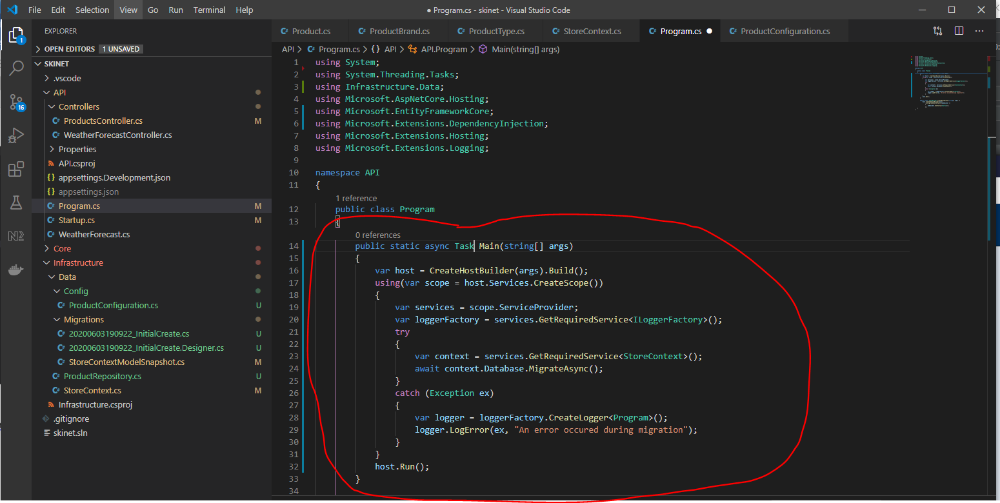 File Edit Selection View Go Run Terminal Help
● Program.cs - skinet - Visual Studio Code
EXPLORER
OPEN EDITORS 1 UNSAVED
SKINET
.vscode
API
Controllers
ProductsController.cs M
WeatherForecastController.cs
Properties
API.csproj
appsettings.Development.json
appsettings.json
Program.cs M
Startup.cs M
WeatherForecast.cs
Core
Infrastructure
Data
Config
ProductConfiguration.cs U
Migrations
20200603190922_InitialCreate.cs U
20200603190922_InitialCreate.Designer.cs U
StoreContextModelSnapshot.cs M
ProductRepository.cs U
StoreContext.cs M
Infrastructure.csproj
.gitignore
skinet.sln
1
16
Product.cs ProductBrand.cs ProductType.cs StoreContext.cs Program.cs ● ProductConfiguration.cs
API > Program.cs > {} API > API.Program > Main(string[] args)
1 using System;
2 using System.Threading.Tasks;
3 using Infrastructure.Data;
4 using Microsoft.AspNetCore.Hosting;
5 using Microsoft.EntityFrameworkCore;
6 using Microsoft.Extensions.DependencyInjection;
7 using Microsoft.Extensions.Hosting;
8 using Microsoft.Extensions.Logging;
9
10 namespace API
11 {
1 reference
12 public class Program
13 {
0 references
14 public static async Task Main(string[] args)
15 {
16 var host = CreateHostBuilder(args).Build();
17 using(var scope = host.Services.CreateScope())
18 {
19 var services = scope.ServiceProvider;
20 var loggerFactory = services.GetRequiredService<ILoggerFactory>();
21 try
22 {
23 var context = services.GetRequiredService<StoreContext>();
24 await context.Database.MigrateAsync();
25 }
26 catch (Exception ex)
27 {
28 var logger = loggerFactory.CreateLogger<Program>();
29 logger.LogError(ex, "An error occured during migration");
30 }
31 }
32 host.Run();
33 }
34